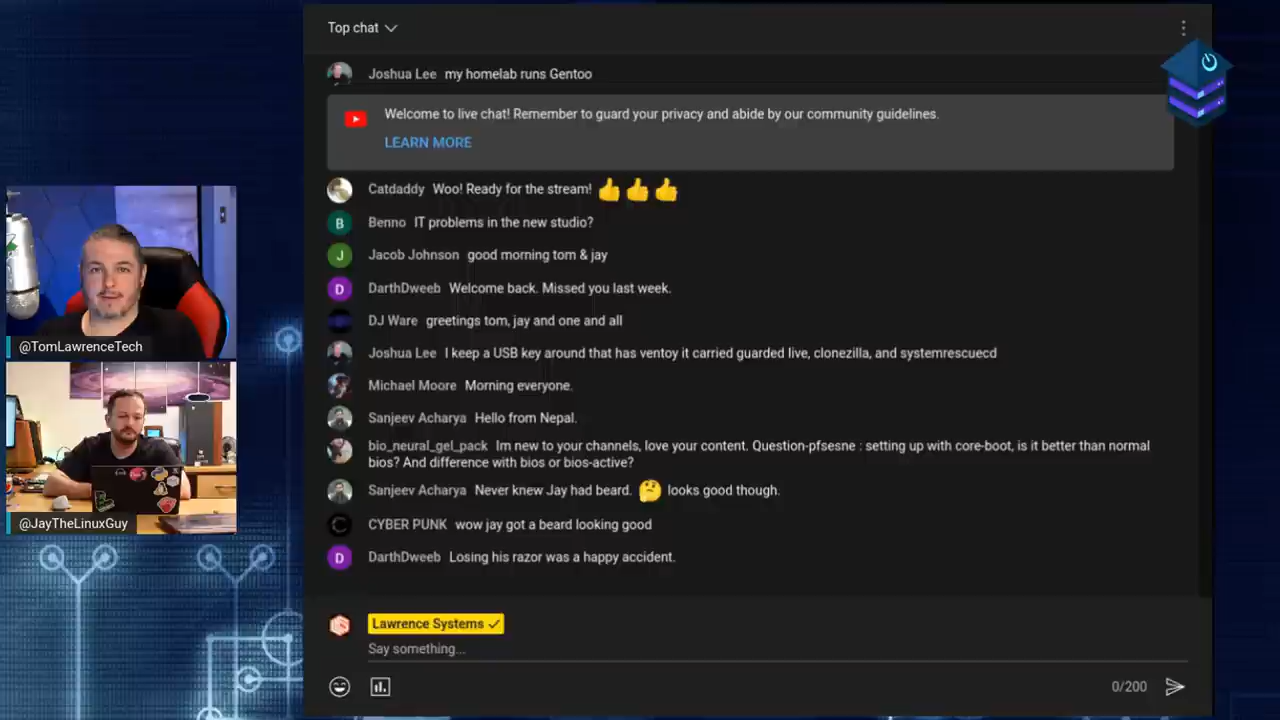 Top chat
Joshua Lee my homelab runs Gentoo
Welcome to live chat! Remember to guard your privacy and abide by our community guidelines.
LEARN MORE
Catdaddy Woo! Ready for the stream! 👍👍👍
Benno IT problems in the new studio?
Jacob Johnson good morning tom & jay
DarthDweeb Welcome back. Missed you last week.
DJ Ware greetings tom, jay and one and all
Joshua Lee I keep a USB key around that has ventoy it carried guarded live, clonezilla, and systemrescuecd
Michael Moore Morning everyone.
Sanjeev Acharya Hello from Nepal.
bio_neural_gel_pack Im new to your channels, love your content. Question-pfsesne : setting up with core-boot, is it better than normal
bios? And difference with bios or bios-active?
Sanjeev Acharya Never knew Jay had beard. 🤔 looks good though.
CYBER PUNK wow jay got a beard looking good
DarthDweeb Losing his razor was a happy accident.
Lawrence Systems
Say something...
0/200
B
J
D
C
D
@TomLawrenceTech
@JayTheLinuxGuy